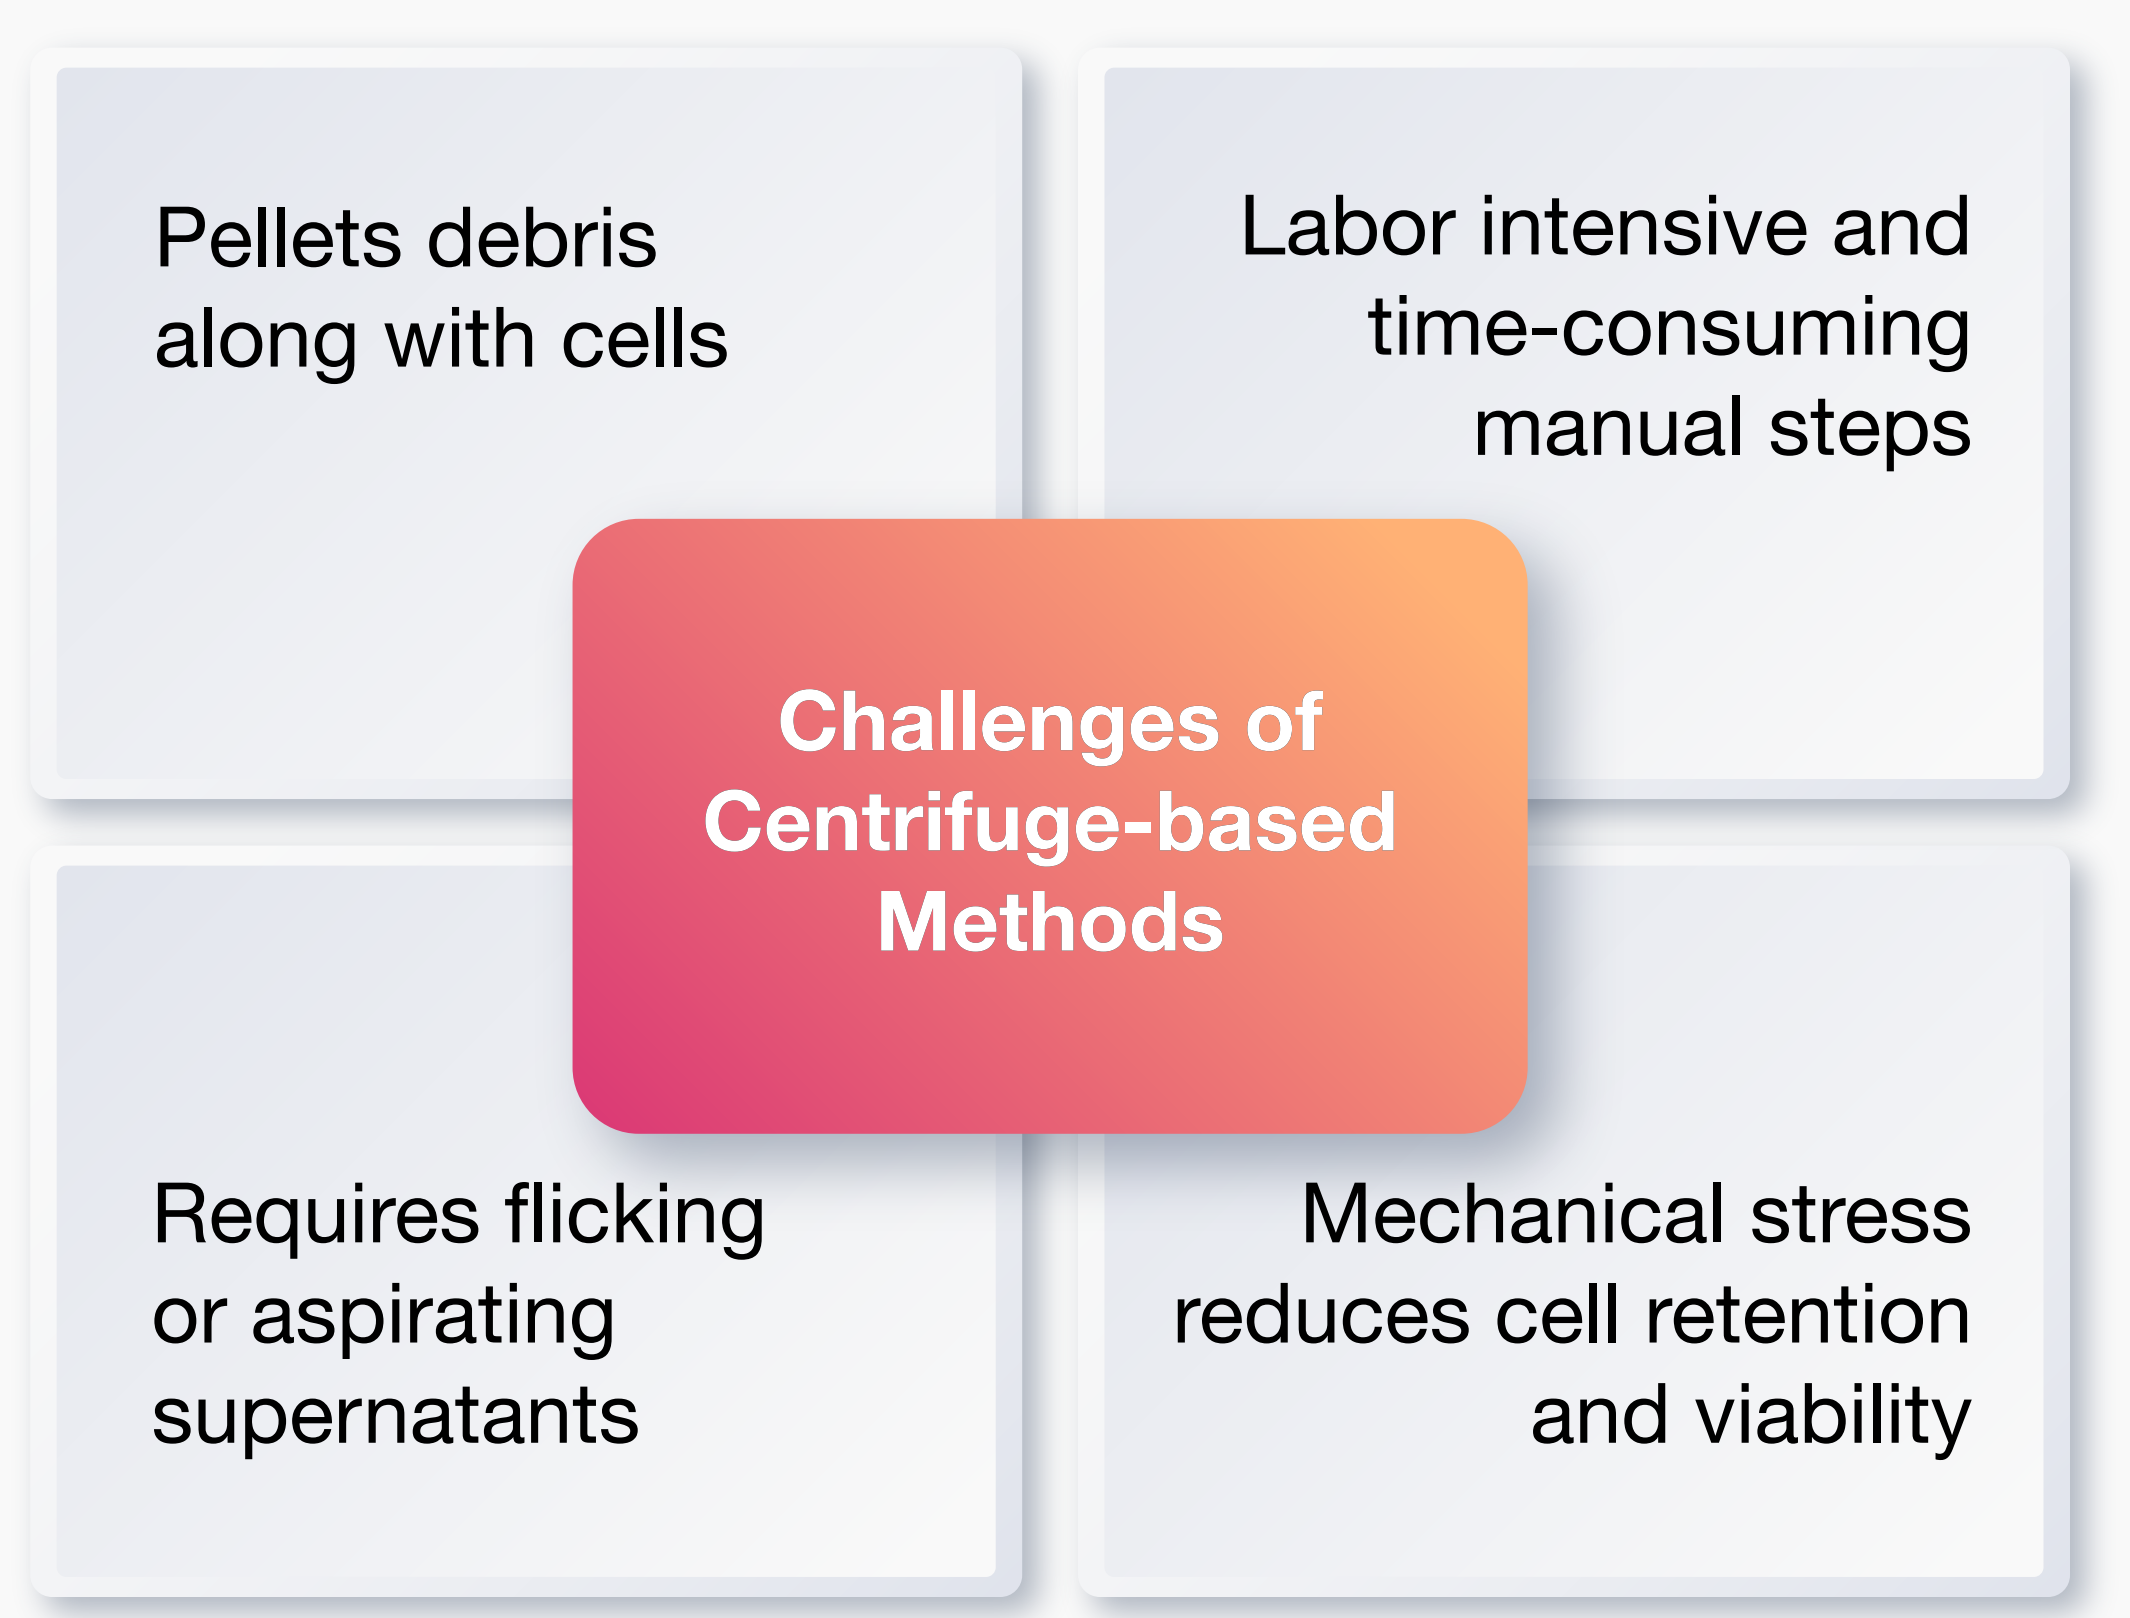 Pellets debris
along with cells
Labor intensive and
time-consuming
manual steps
Challenges of
Centrifuge-based
Methods
Requires flicking
or aspirating
supernatants
Mechanical stress
reduces cell retention
and viability